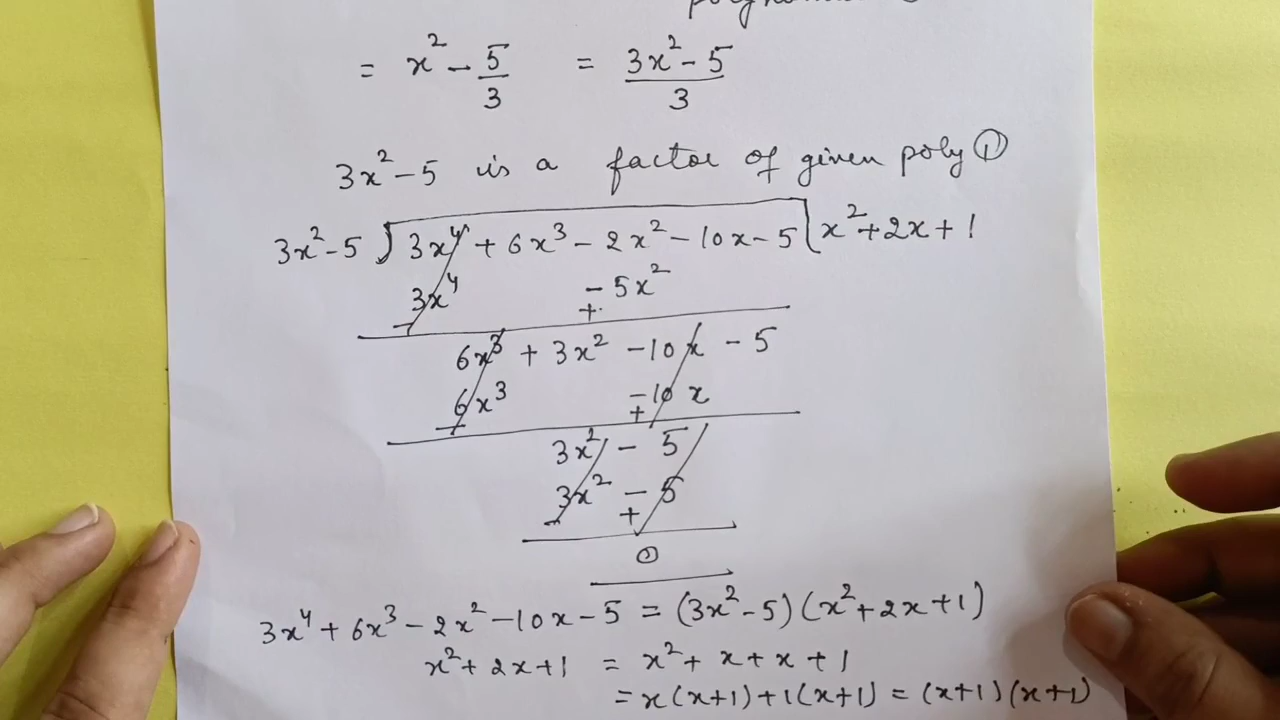 = x² - 5/3 = (3x² - 5)/3
3x² - 5 is a factor of given poly ①
3x² - 5 ) 3x⁴ + 6x³ - 2x² - 10x - 5 ( x² + 2x + 1
3x⁴ - 5x²
- +
6x³ + 3x² - 10x - 5
6x³ - 10x
- +
3x² - 5
3x² - 5
- +
0
3x⁴ + 6x³ - 2x² - 10x - 5 = (3x² - 5) (x² + 2x + 1)
x² + 2x + 1 = x² + x + x + 1
= x(x+1) + 1(x+1) = (x+1)(x+1)